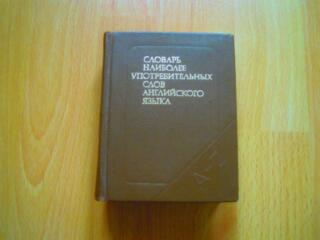 СЛОВАРЬ
НАИБОЛЕЕ
УПОТРЕБИТЕЛЬНЫХ
СЛОВ
АНГЛИЙСКОГО
ЯЗЫКА
A-Z